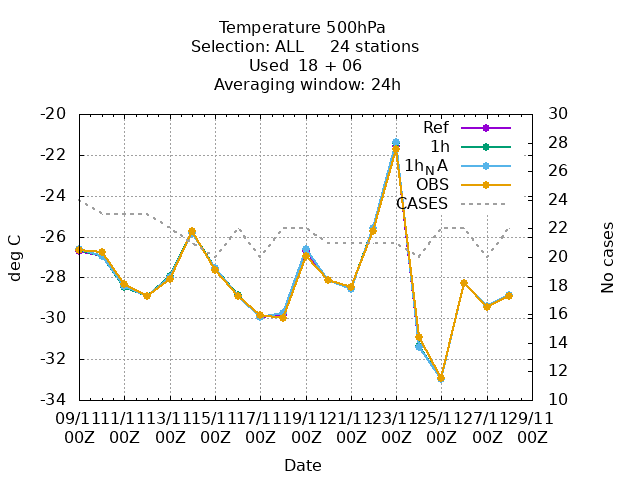 Temperature 500hPa
Selection: ALL     24 stations
Used  18 + 06
Averaging window: 24h
-20
-22
-24
-26
-28
-30
-32
-34
30
28
26
24
22
20
18
16
14
12
10
Ref
1h
1hNA
OBS
CASES
deg C
No cases
09/11 11/11 13/11 15/11 17/11 19/11 21/11 23/11 25/11 27/11 29/11
00Z 00Z 00Z 00Z 00Z 00Z 00Z 00Z 00Z 00Z 00Z
Date